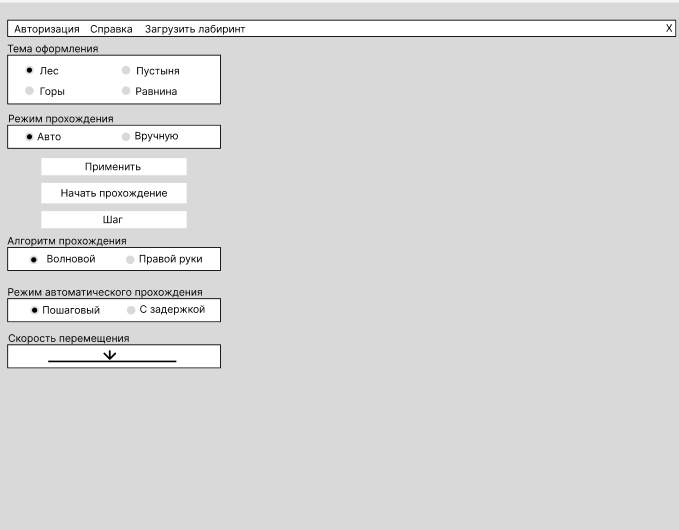 Авторизация Справка Загрузить лабиринт X
Тема оформления
Лес Пустыня
Горы Равнина
Режим прохождения
Авто Вручную
Применить
Начать прохождение
Шаг
Алгоритм прохождения
Волновой Правой руки
Режим автоматического прохождения
Пошаговый С задержкой
Скорость перемещения